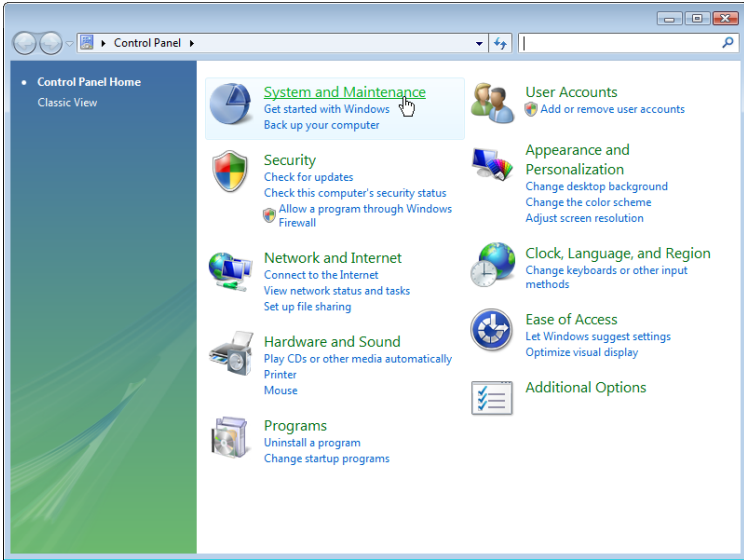 Control Panel
Control Panel Home
Classic View
System and Maintenance
Get started with Windows
Back up your computer
Security
Check for updates
Check this computer's security status
Allow a program through Windows
Firewall
Network and Internet
Connect to the Internet
View network status and tasks
Set up file sharing
Hardware and Sound
Play CDs or other media automatically
Printer
Mouse
Programs
Uninstall a program
Change startup programs
User Accounts
Add or remove user accounts
Appearance and
Personalization
Change desktop background
Change the color scheme
Adjust screen resolution
Clock, Language, and Region
Change keyboards or other input
methods
Ease of Access
Let Windows suggest settings
Optimize visual display
Additional Options